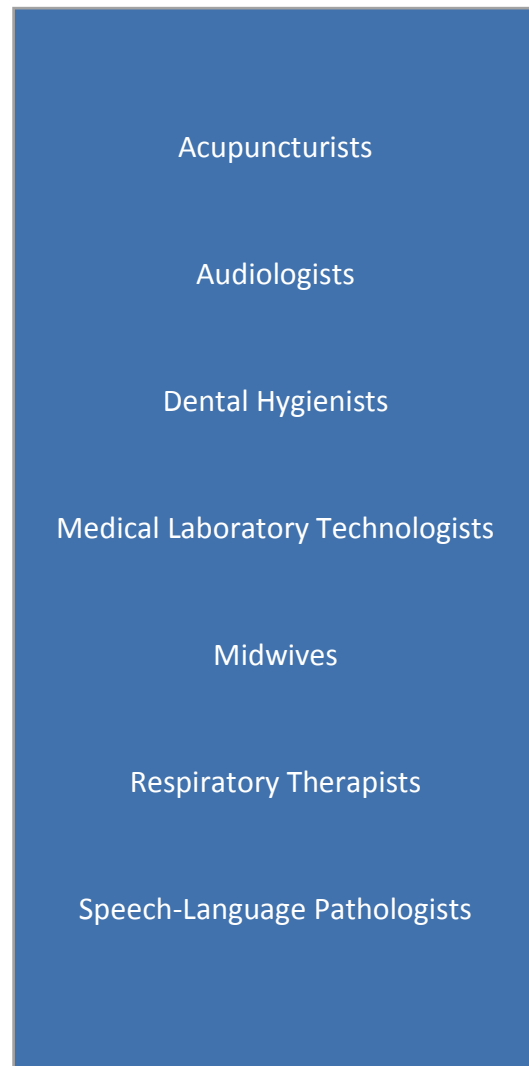 Acupuncturists
Audiologists
Dental Hygienists
Medical Laboratory Technologists
Midwives
Respiratory Therapists
Speech-Language Pathologists